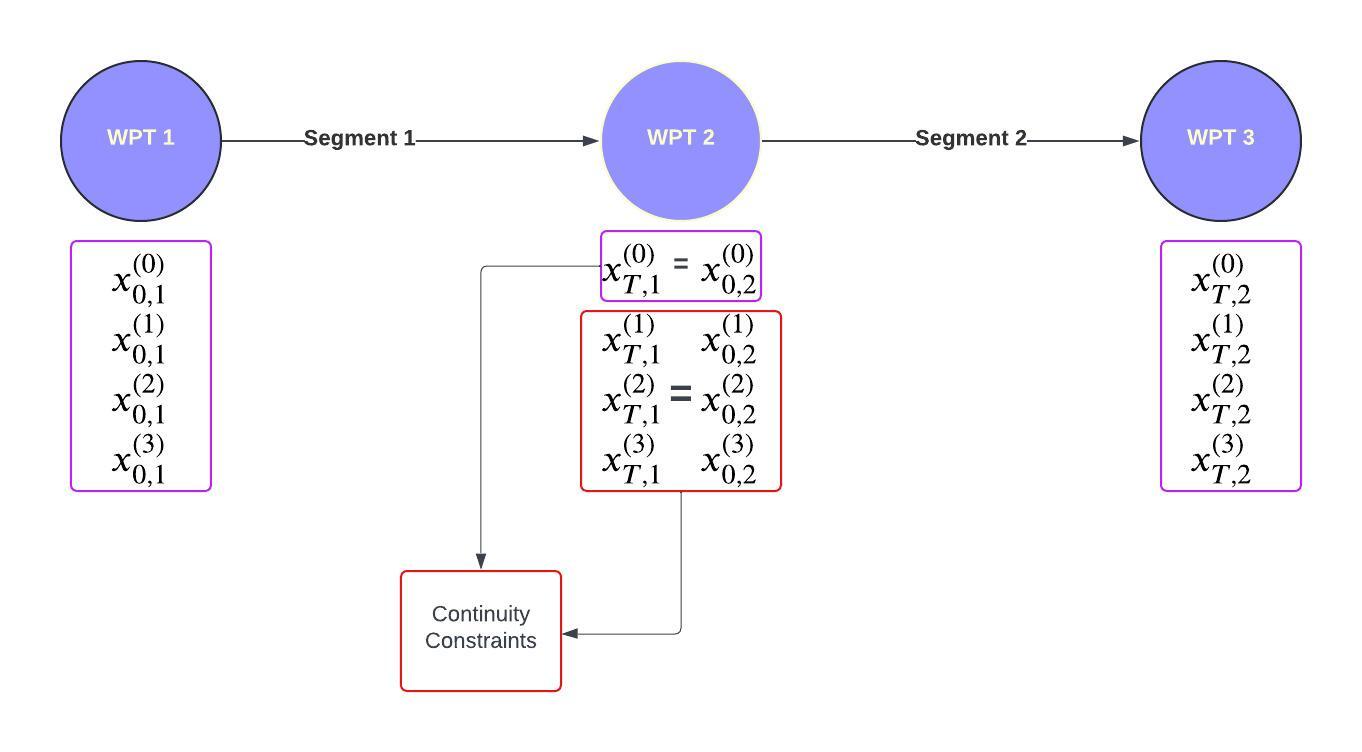 WPT 1
Segment 1
WPT 2
Segment 2
WPT 3
x_{0,1}^{(0)}
x_{0,1}^{(1)}
x_{0,1}^{(2)}
x_{0,1}^{(3)}
x_{T,1}^{(0)} = x_{0,2}^{(0)}
x_{T,1}^{(1)} x_{0,2}^{(1)}
x_{T,1}^{(2)} = x_{0,2}^{(2)}
x_{T,1}^{(3)} x_{0,2}^{(3)}
x_{T,2}^{(0)}
x_{T,2}^{(1)}
x_{T,2}^{(2)}
x_{T,2}^{(3)}
Continuity
Constraints